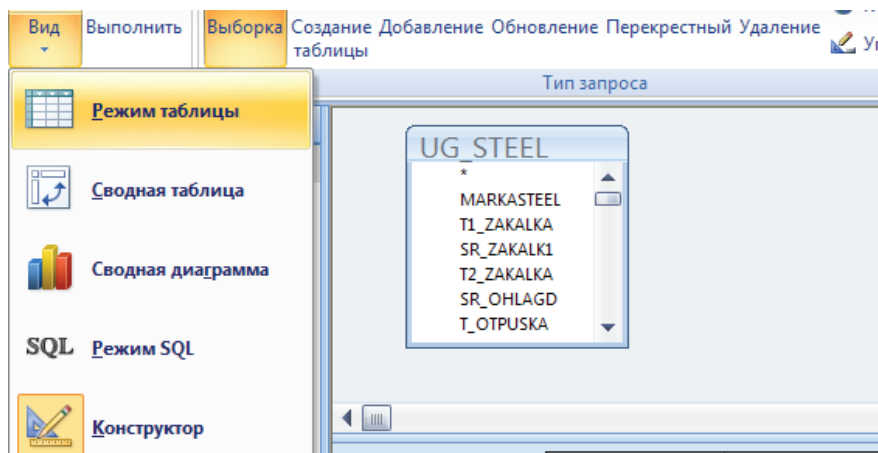 Вид Выполнить Выборка Создание Добавление Обновление Перекрестный Удаление
таблицы
Тип запроса
Режим таблицы
Сводная таблица
Сводная диаграмма
SQL Режим SQL
Конструктор
UG_STEEL
*
MARKASTEEL
T1_ZAKALKA
SR_ZAKALK1
T2_ZAKALKA
SR_OHLAGD
T_OTPUSKA